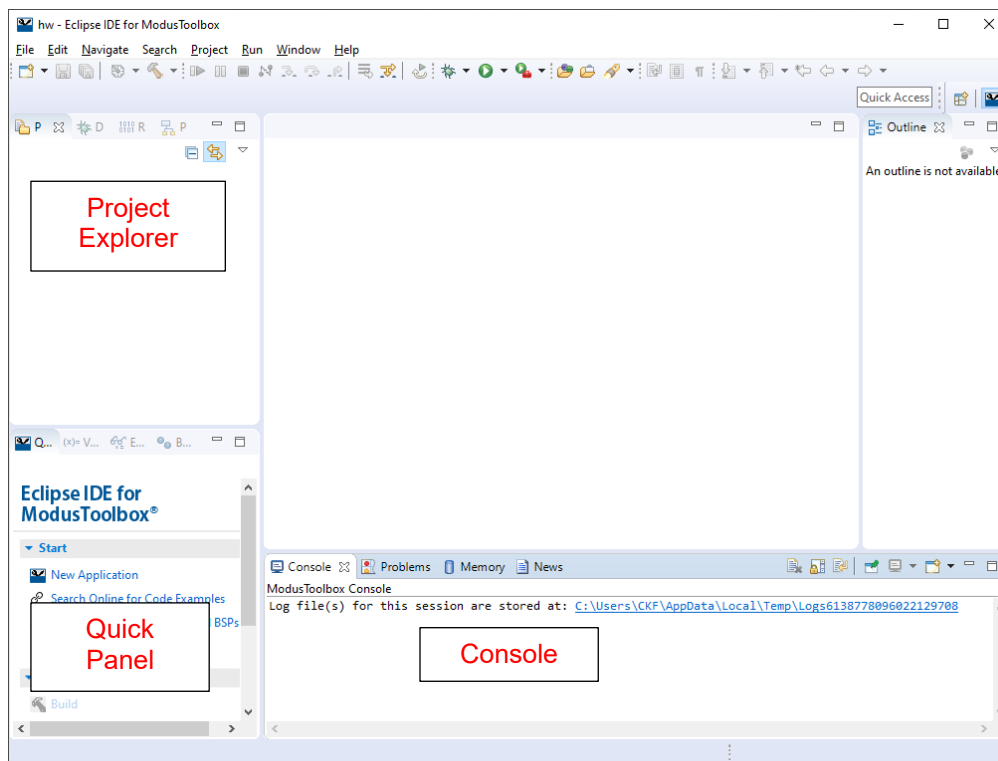 hw - Eclipse IDE for ModusToolbox
File Edit Navigate Search Project Run Window Help
Quick Access
P D R P
Outline
An outline is not available
Project
Explorer
Q... (x)= V... E... B...
Eclipse IDE for
ModusToolbox®
Start
New Application
Search Online for Code Examples
BSPs
Quick
Panel
Build
Console Problems Memory News
ModusToolbox Console
Log file(s) for this session are stored at: C:\Users\CKF\AppData\Local\Temp\Logs6138778096022129708
Console